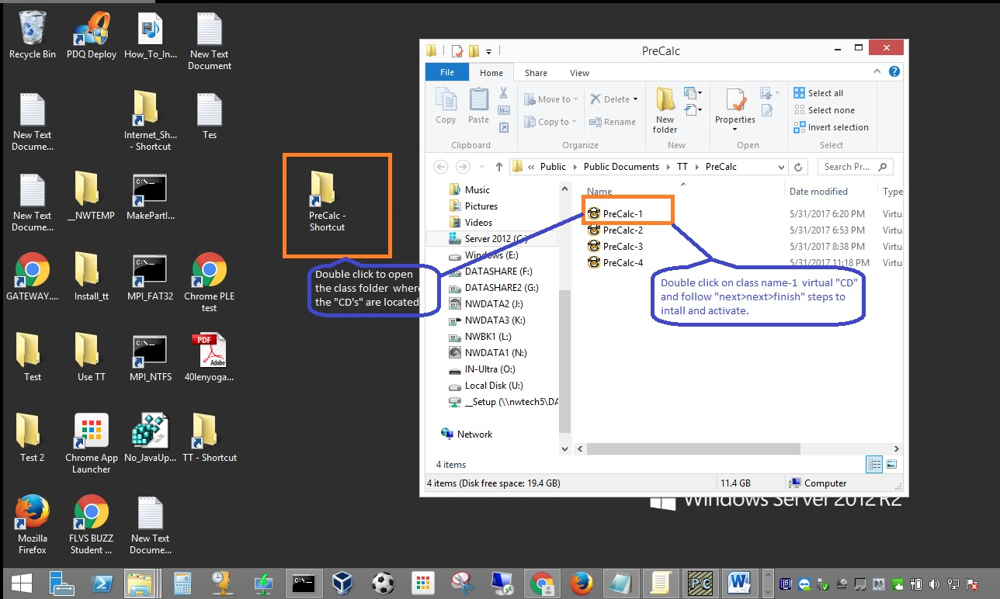 Recycle Bin
PDQ Deploy
How_To_In...
New Text
Document
New Text
Docume...
Internet_Sh...
- Shortcut
Tes
New Text
Docume...
__NWTEMP
MakePartI...
PreCalc -
Shortcut
GATEWAY....
Install_tt
MPI_FAT32
Chrome PLE
test
Test
Use TT
MPI_NTFS
PDF
Adobe
40lenyoga...
Test 2
Chrome App
Launcher
No_JavaUp...
TT - Shortcut
Mozilla
Firefox
FLVS BUZZ
Student ...
New Text
Docume...
Double click to open
the class folder where
the "CD's" are located
PreCalc
File Home Share View
Copy
Paste
Move to
Copy to
Delete
Rename
New
folder
Properties
Select all
Select none
Invert selection
Clipboard Organize New Open Select
« Public Public Documents TT PreCalc
Search Pr...
Music
Pictures
Videos
Server 2012 (C:)
Windows (E:)
DATASHARE (F:)
DATASHARE2 (G:)
NWDATA2 (J:)
NWDATA3 (K:)
NWBK1 (L:)
NWDATA1 (N:)
IN-Ultra (O:)
Local Disk (U:)
__Setup (\\nwtech5\DA
Network
Name Date modified Type
PreCalc-1 5/31/2017 6:20 PM Virtu
PreCalc-2 5/31/2017 6:53 PM Virtu
PreCalc-3 5/31/2017 8:38 PM Virtu
PreCalc-4 5/31/2017 11:18 PM Virtu
Double click on class name-1 virtual "CD"
and follow "next>next>finish" steps to
intall and activate.
4 items
4 items (Disk free space: 19.4 GB) 11.4 GB Computer
Windows Server 2012 R2